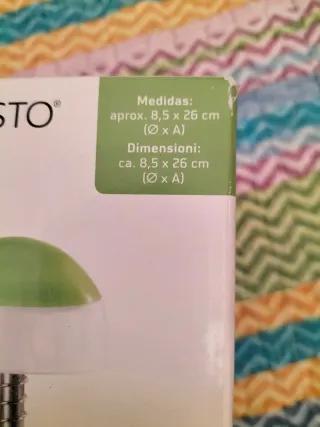 STO®
Medidas:
aprox. 8,5 x 26 cm
(Ø x A)
Dimensioni:
ca. 8,5 x 26 cm
(Ø x A)